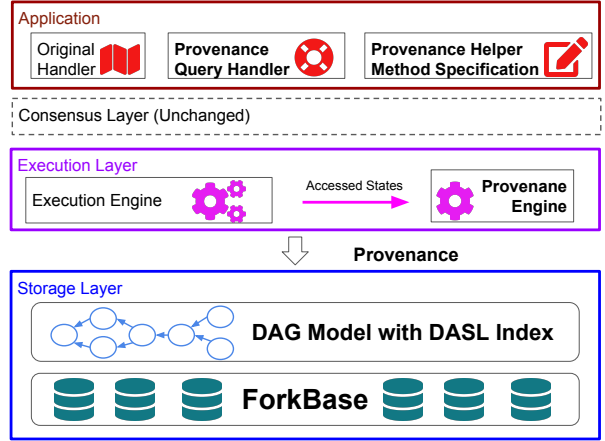 Application
Original
Handler
Provenance
Query Handler
Provenance Helper
Method Specification
Consensus Layer (Unchanged)
Execution Layer
Execution Engine
Accessed States
Provenane
Engine
Provenance
Storage Layer
DAG Model with DASL Index
ForkBase